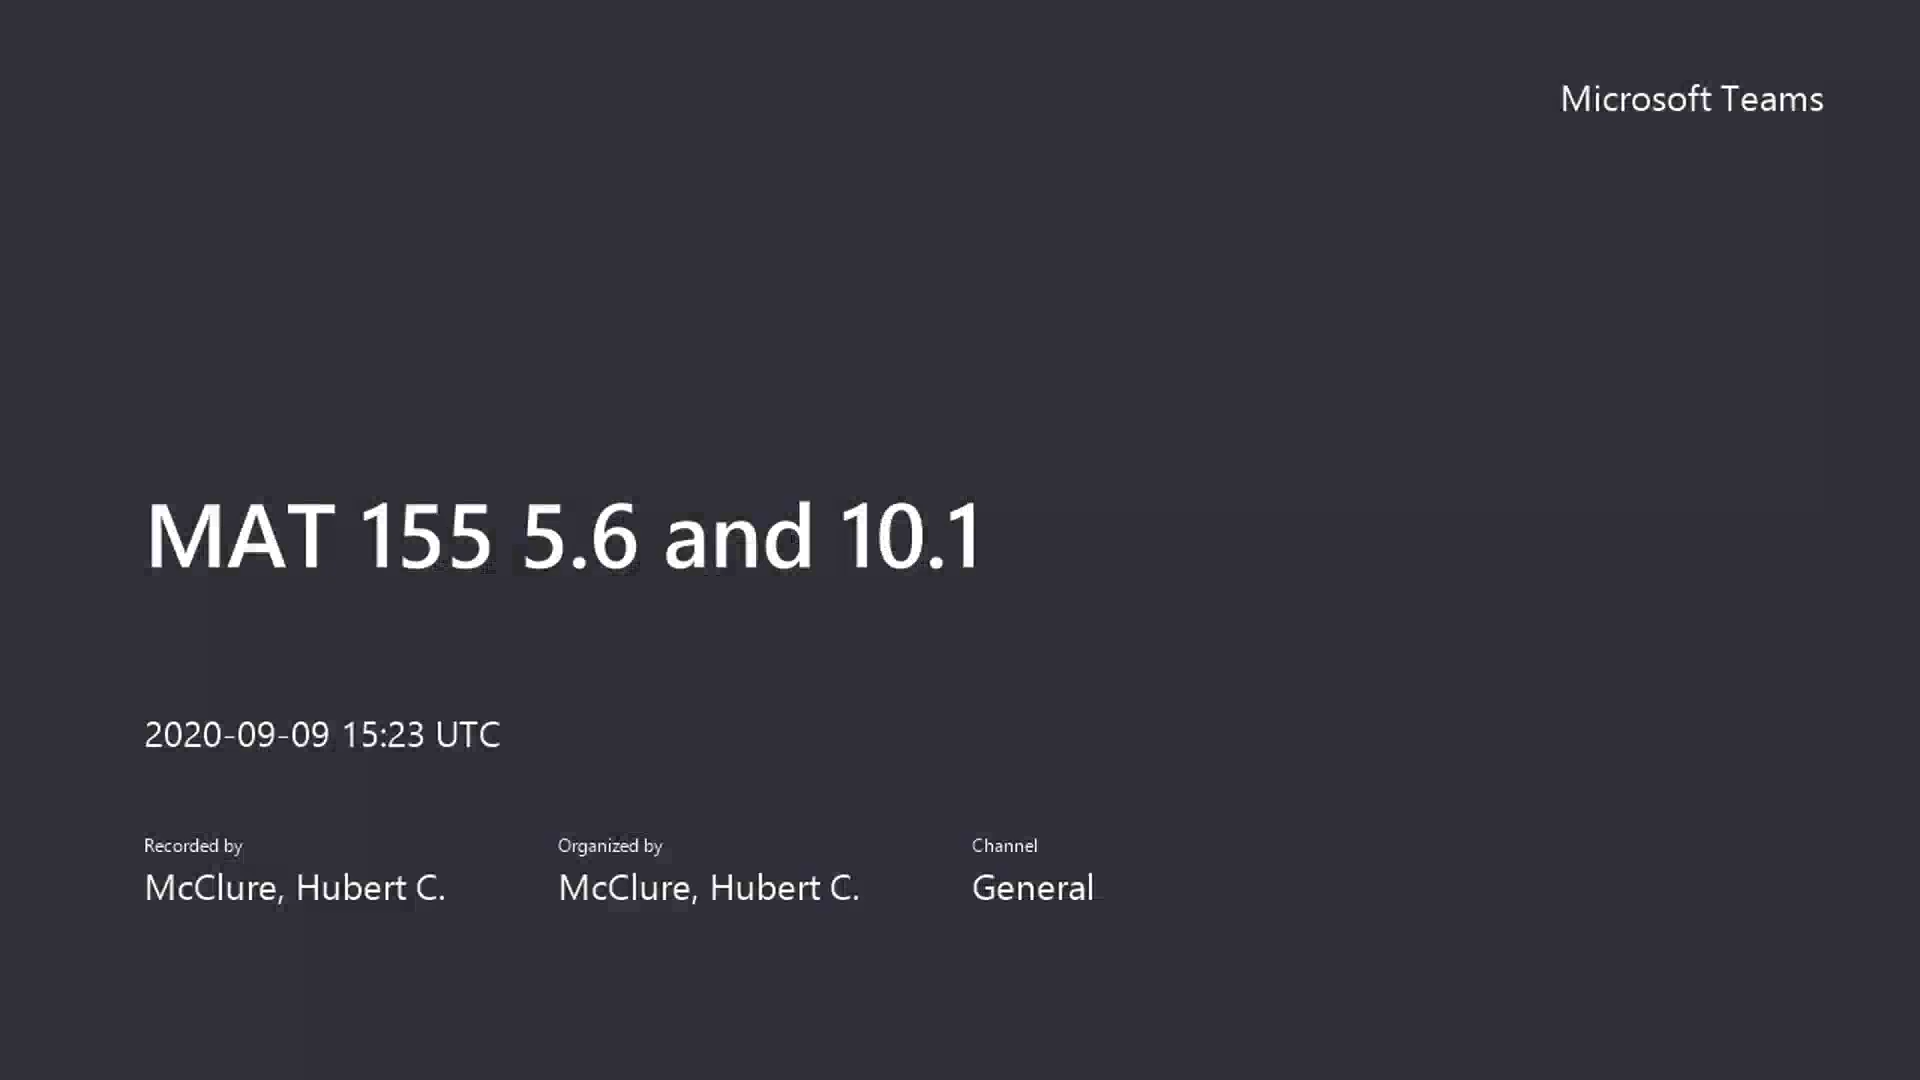 Microsoft Teams
MAT 155 5.6 and 10.1
2020-09-09 15:23 UTC
Recorded by
McClure, Hubert C.
Organized by
McClure, Hubert C.
Channel
General